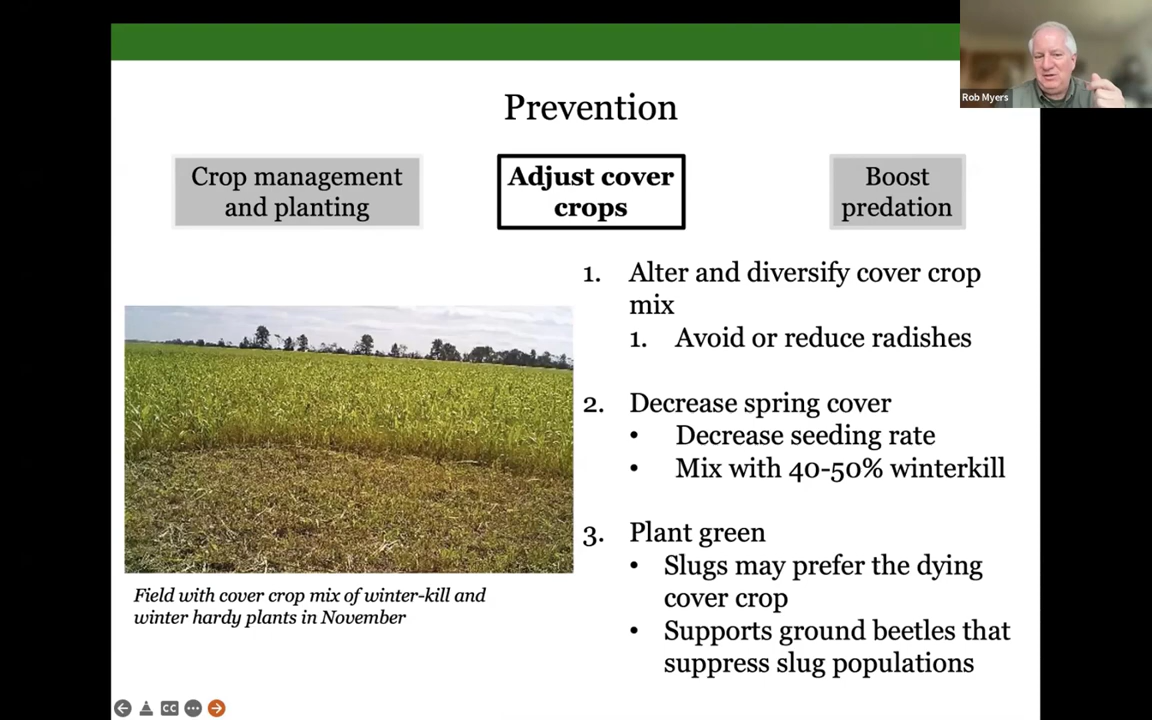 Rob Myers
Prevention
Crop management
and planting
Adjust cover
crops
Boost
predation
1. Alter and diversify cover crop
mix
1. Avoid or reduce radishes
2. Decrease spring cover
• Decrease seeding rate
• Mix with 40-50% winterkill
3. Plant green
• Slugs may prefer the dying
cover crop
• Supports ground beetles that
suppress slug populations
Field with cover crop mix of winter-kill and
winter hardy plants in November
CC